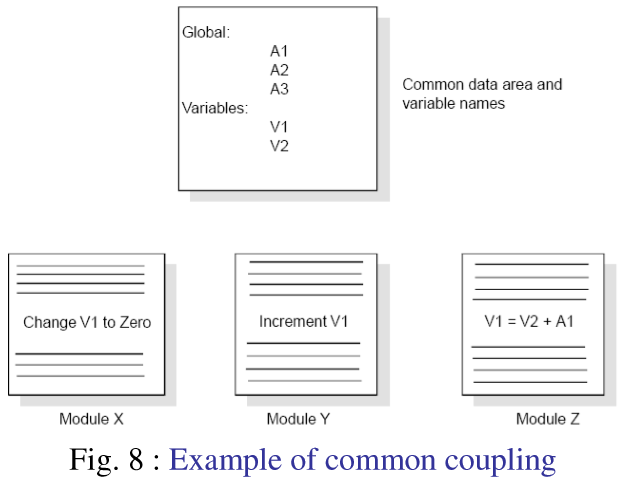 Global:
A1
A2
A3
Variables:
V1
V2
Common data area and
variable names
Change V1 to Zero
Increment V1
V1 = V2 + A1
Module X
Module Y
Module Z
Fig. 8 : Example of common coupling